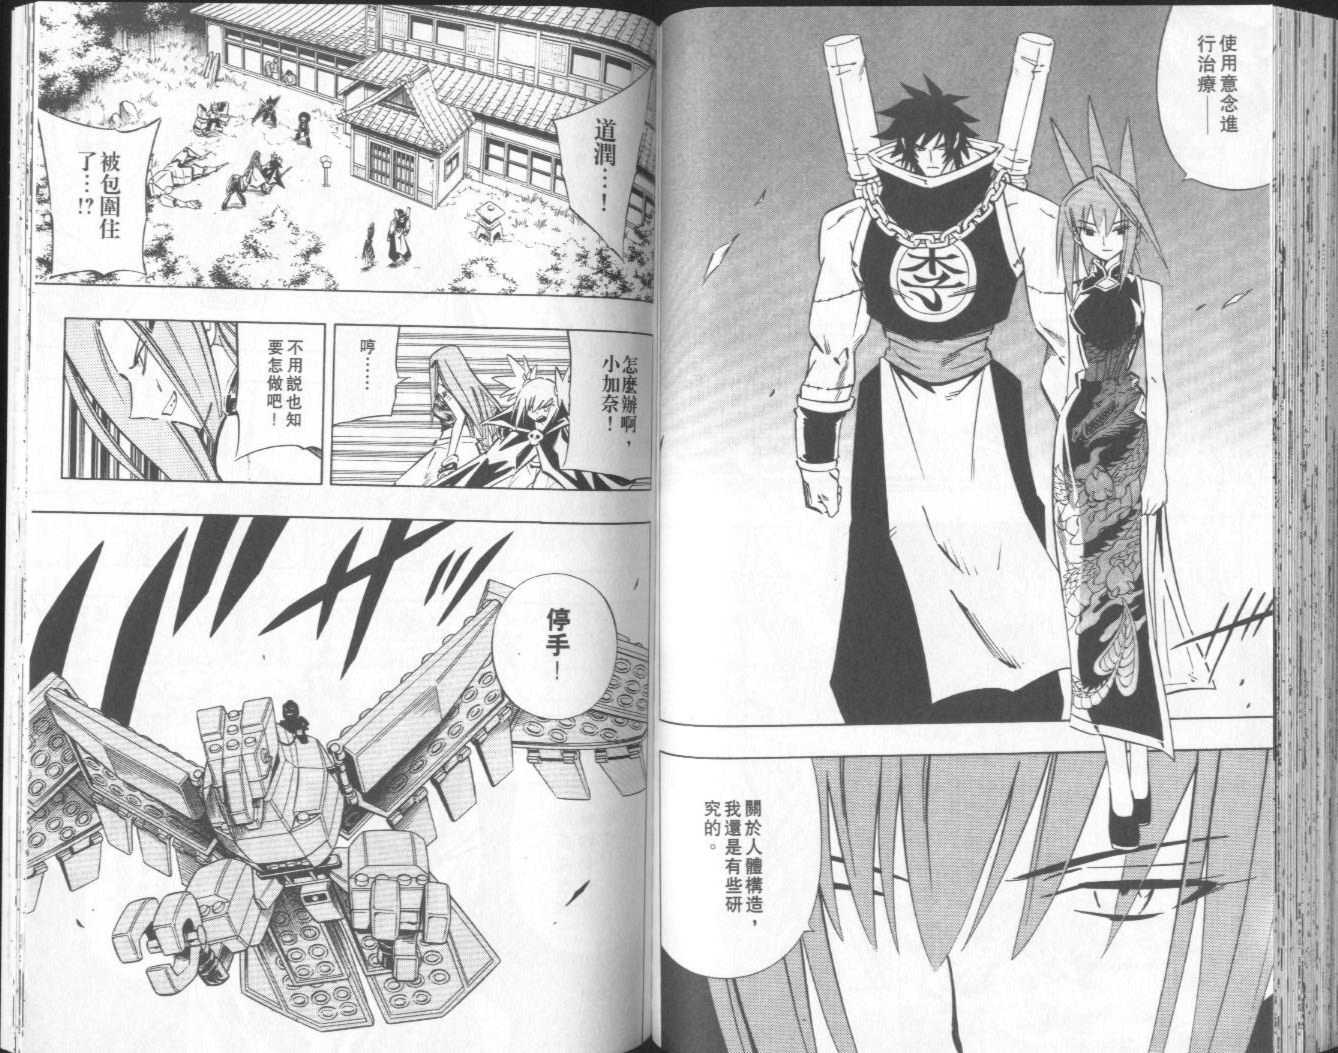 使用意念進
行治療——
李
關於人體構造，
我還是有些研
究的。
道潤…！
被包圍住
了…!?
怎麼辦啊，
小加奈！
哼……
不用說也知
要怎做吧！
停手！